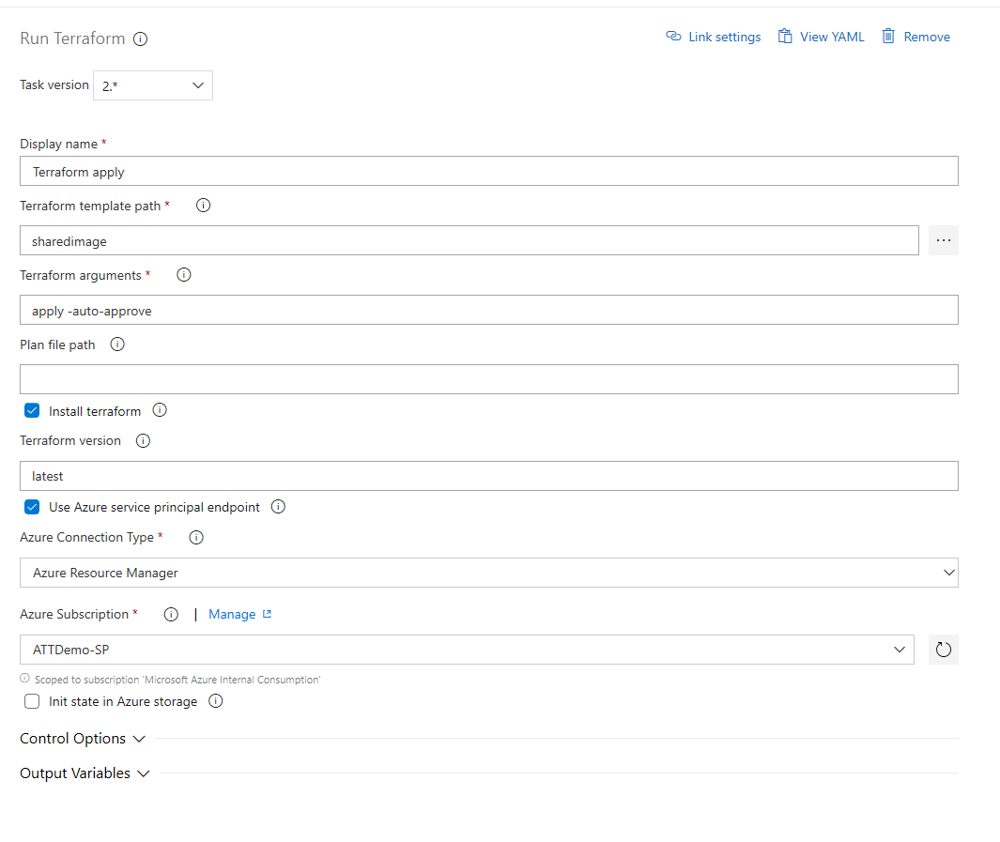 Run Terraform
Link settings View YAML Remove
Task version 2.*
Display name *
Terraform apply
Terraform template path *
sharedimage
...
Terraform arguments *
apply -auto-approve
Plan file path
Install terraform
Terraform version
latest
Use Azure service principal endpoint
Azure Connection Type *
Azure Resource Manager
Azure Subscription * | Manage
ATTDemo-SP
Scoped to subscription 'Microsoft Azure Internal Consumption'
Init state in Azure storage
Control Options
Output Variables